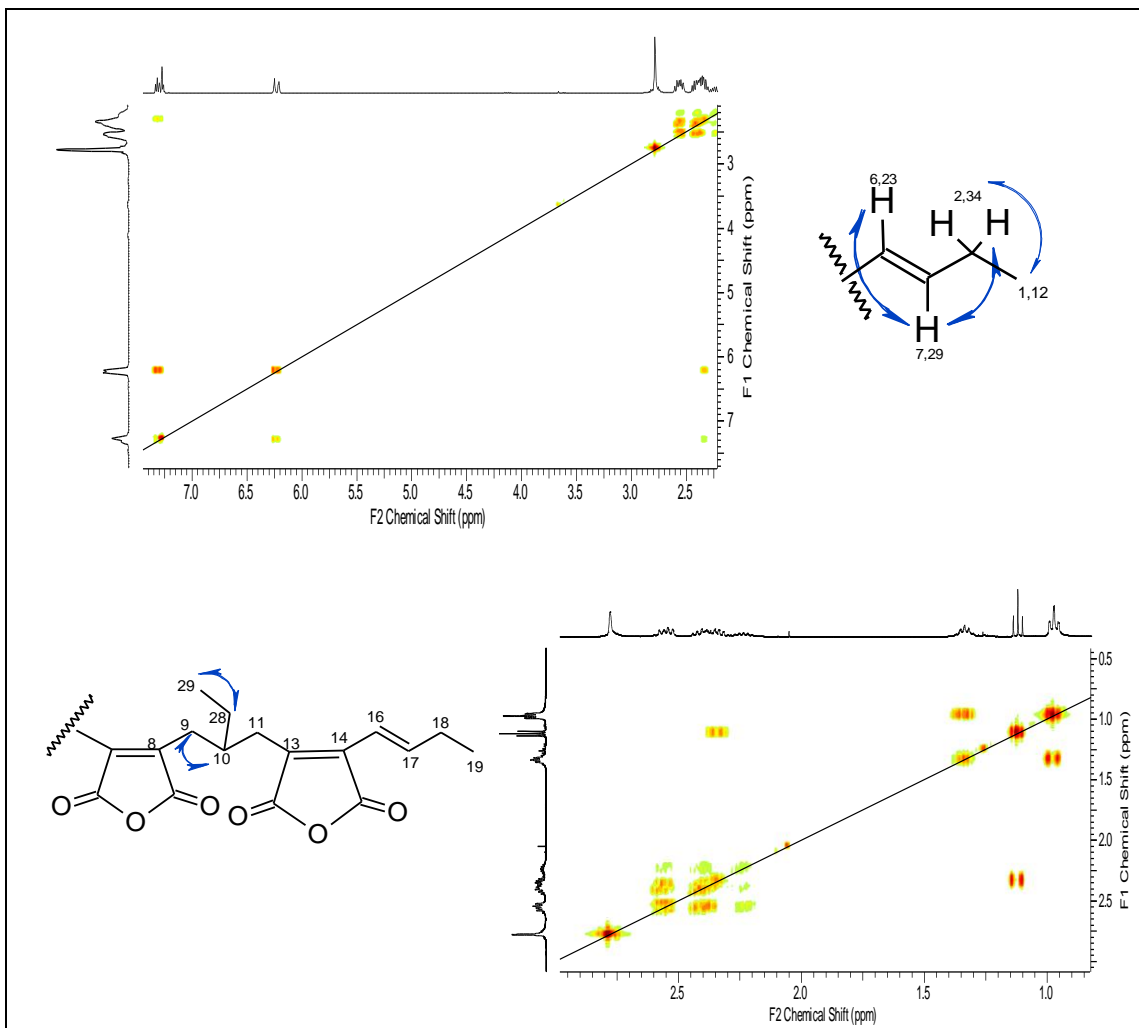 3
4
5
6
7
F1 Chemical Shift (ppm)
7.0 6.5 6.0 5.5 5.0 4.5 4.0 3.5 3.0 2.5
F2 Chemical Shift (ppm)
6,23
H
2,34
H H
1,12
H
7,29
29
28
9 11 16 18
8 10 13 14 17 19
O O O O
O O
0.5
1.0
1.5
2.0
2.5
F1 Chemical Shift (ppm)
2.5 2.0 1.5 1.0
F2 Chemical Shift (ppm)